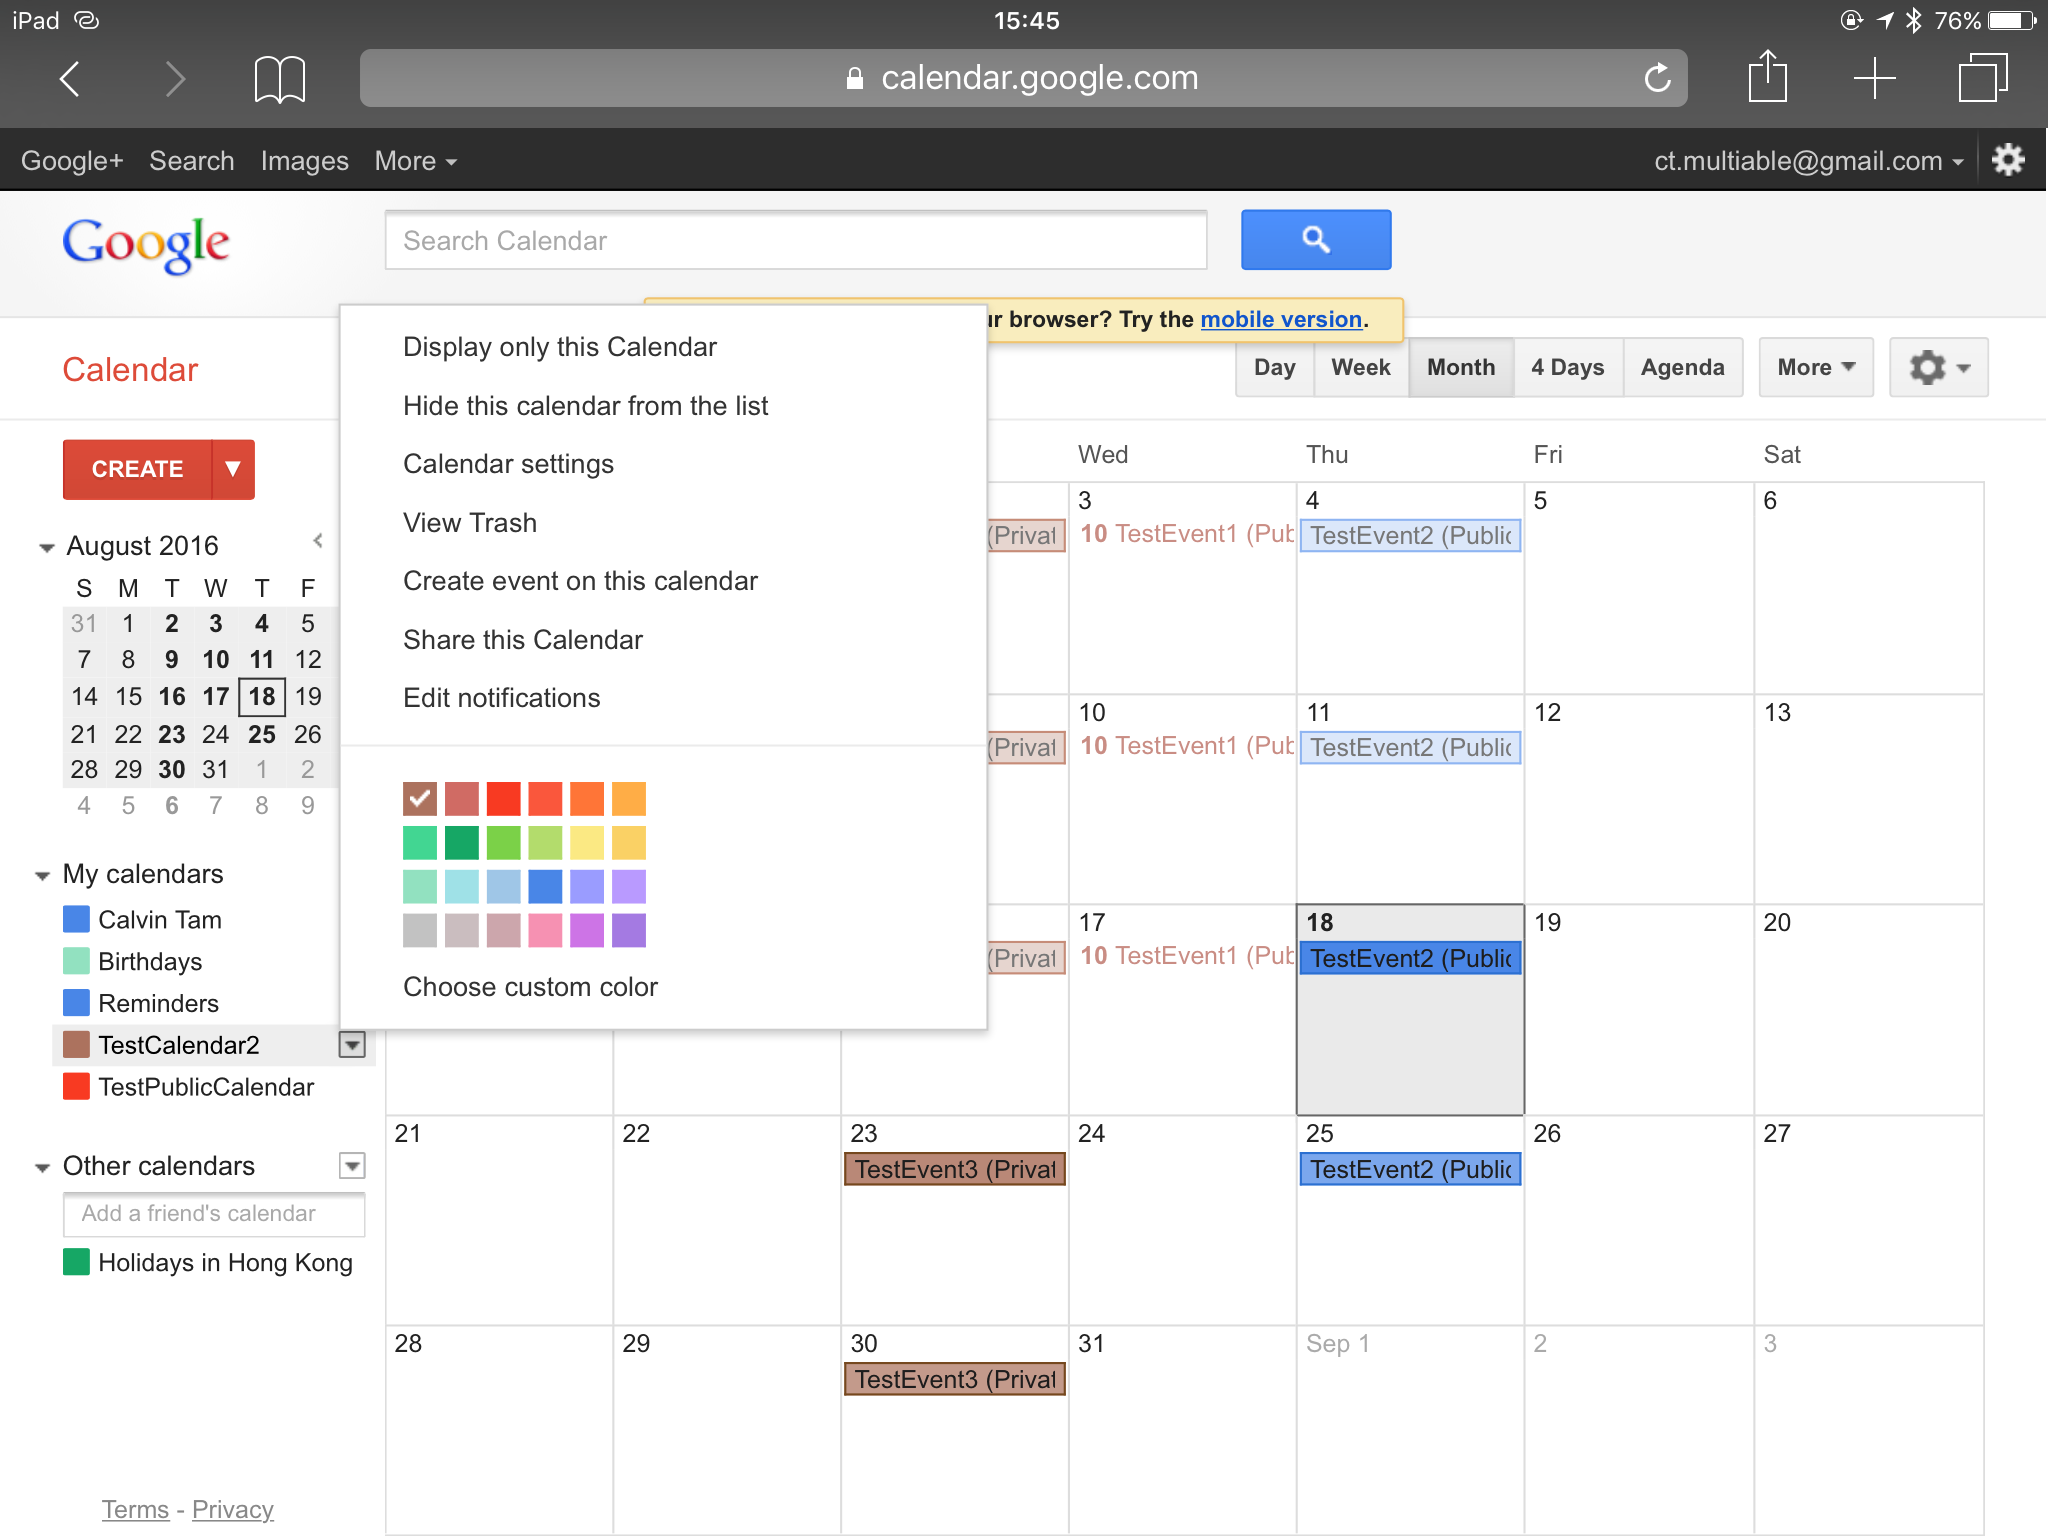 iPad
15:45
76%
calendar.google.com
Google+ Search Images More
ct.multiable@gmail.com
Google
Search Calendar
browser? Try the mobile version.
Calendar
Day Week Month 4 Days Agenda More
Display only this Calendar
Hide this calendar from the list
Calendar settings
View Trash
Create event on this calendar
Share this Calendar
Edit notifications
Choose custom color
CREATE
August 2016
S M T W T F
31 1 2 3 4 5
7 8 9 10 11 12
14 15 16 17 18 19
21 22 23 24 25 26
28 29 30 31 1 2
4 5 6 7 8 9
My calendars
Calvin Tam
Birthdays
Reminders
TestCalendar2
TestPublicCalendar
Other calendars
Add a friend's calendar
Holidays in Hong Kong
Terms - Privacy
Wed Thu Fri Sat
3 4 5 6
(Privat 10 TestEvent1 (Pub TestEvent2 (Public
10 11 12 13
(Privat 10 TestEvent1 (Pub TestEvent2 (Public
17 18 19 20
(Privat 10 TestEvent1 (Pub TestEvent2 (Public
21 22 23 24 25 26 27
TestEvent3 (Privat TestEvent2 (Public
28 29 30 31 Sep 1 2 3
TestEvent3 (Privat